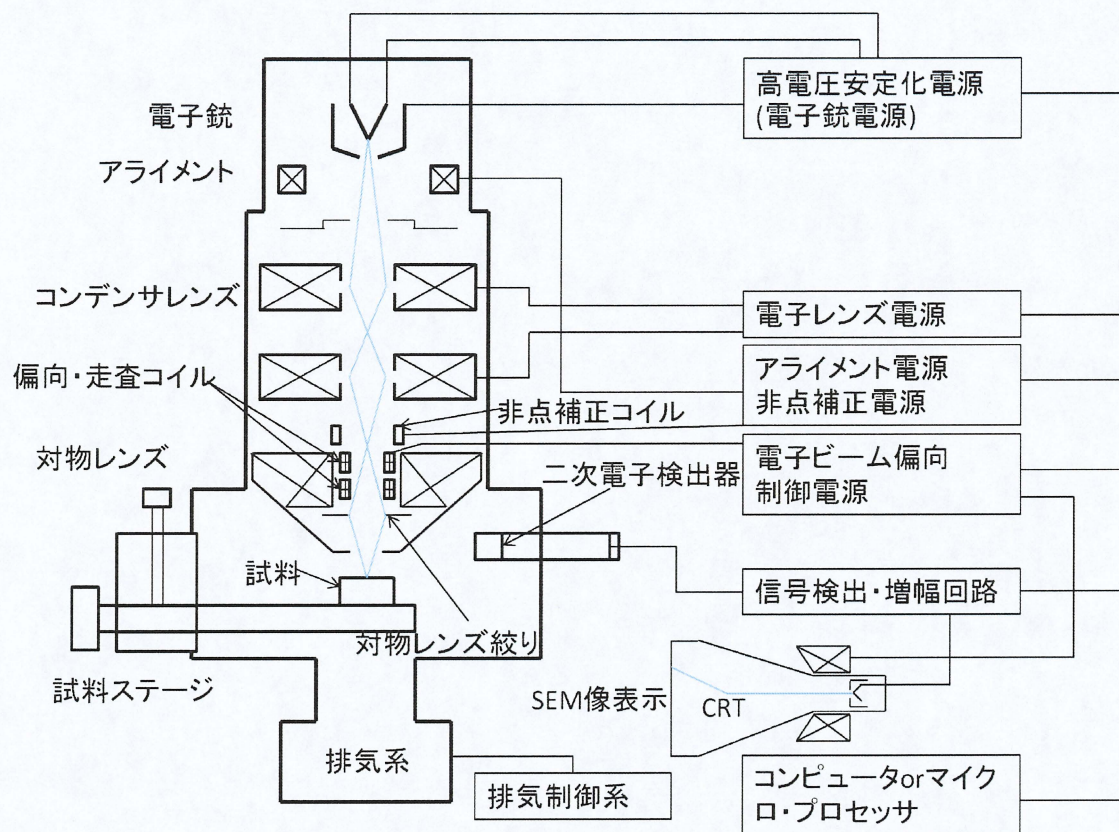 電子銃
アライメント
コンデンサレンズ
偏向・走査コイル
対物レンズ
非点補正コイル
二次電子検出器
試料
対物レンズ絞り
試料ステージ
排気系
排気制御系
高電圧安定化電源
(電子銃電源)
電子レンズ電源
アライメント電源
非点補正電源
電子ビーム偏向
制御電源
信号検出・増幅回路
SEM像表示
CRT
コンピュータorマイク
ロ・プロセッサ